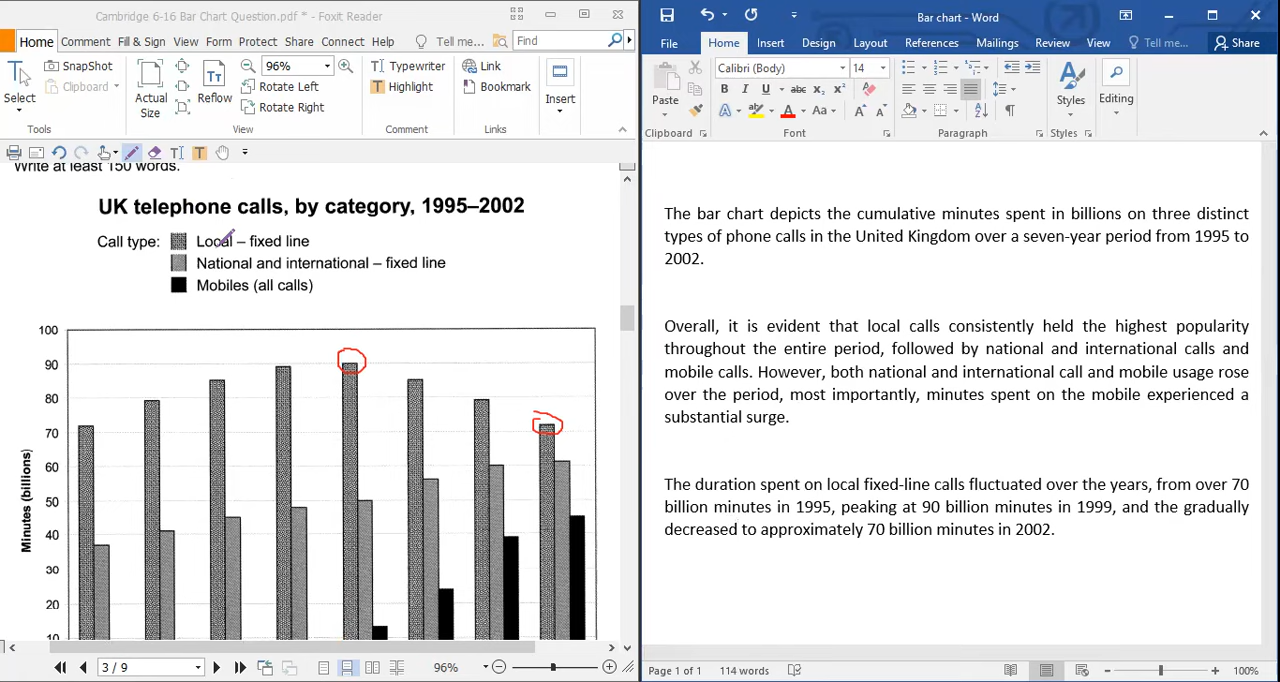 Cambridge 6-16 Bar Chart Question.pdf * - Foxit Reader
Home Comment Fill & Sign View Form Protect Share Connect Help Tell me... Find
Select
SnapShot
Clipboard
Actual Size
Reflow
96%
Rotate Left
Rotate Right
Typewriter
Highlight
Link
Bookmark
Insert
Tools View Comment Links
Write at least 150 words.
UK telephone calls, by category, 1995–2002
Call type: Local – fixed line
National and international – fixed line
Mobiles (all calls)
Minutes (billions)
100
90
80
70
60
50
40
30
20
10
3 / 9
96%
Bar chart - Word
File Home Insert Design Layout References Mailings Review View Tell me... Share
Paste
Calibri (Body) 14
B I U abc x₂ x²
A A Aa A A
Styles
Editing
Clipboard Font Paragraph Styles
The bar chart depicts the cumulative minutes spent in billions on three distinct
types of phone calls in the United Kingdom over a seven-year period from 1995 to
2002.
Overall, it is evident that local calls consistently held the highest popularity
throughout the entire period, followed by national and international calls and
mobile calls. However, both national and international call and mobile usage rose
over the period, most importantly, minutes spent on the mobile experienced a
substantial surge.
The duration spent on local fixed-line calls fluctuated over the years, from over 70
billion minutes in 1995, peaking at 90 billion minutes in 1999, and the gradually
decreased to approximately 70 billion minutes in 2002.
Page 1 of 1 114 words
100%